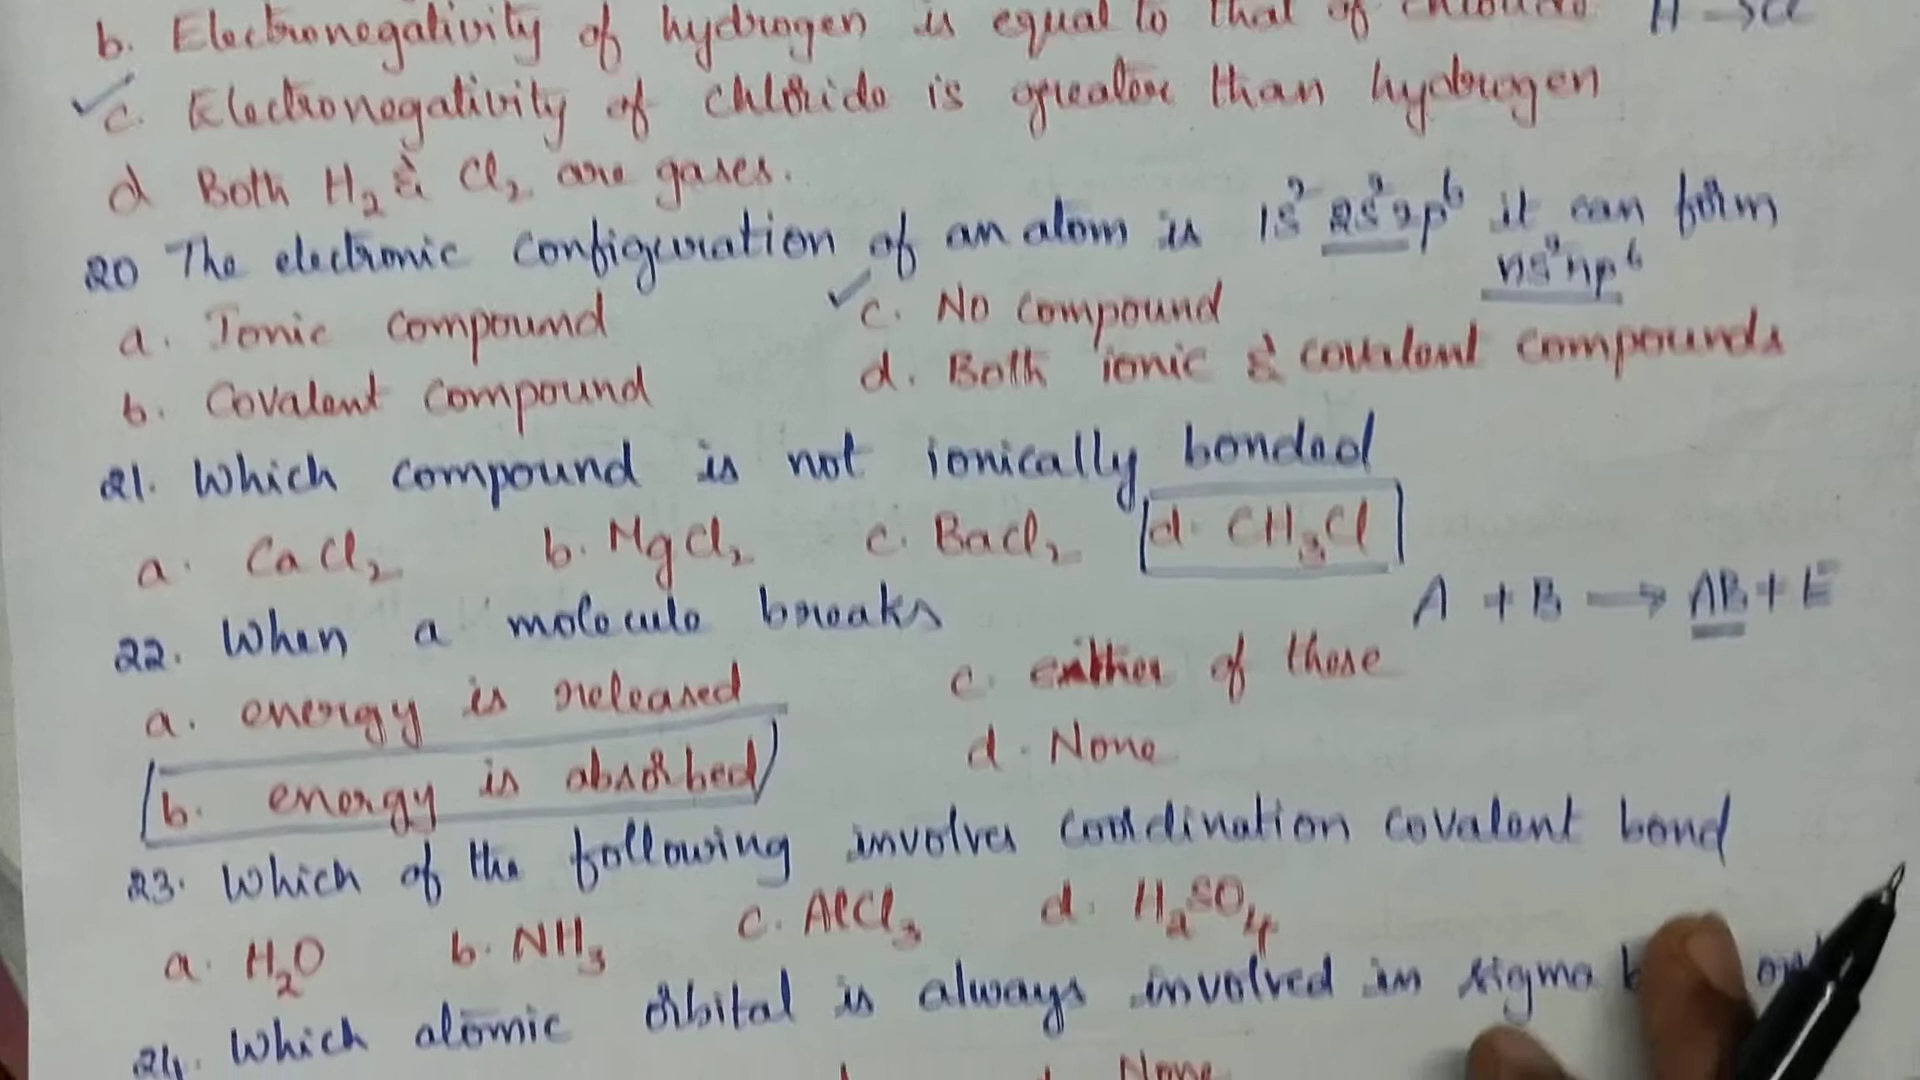 b. Electronegativity of hydrogen is equal to that of H → Cl
✓ c. Electronegativity of chloride is greater than hydrogen
d Both H₂ & Cl₂ are gases.
20 The electronic configuration of an atom is 1s² 2s² 2p⁶ it can form
ns² np⁶
a. Ionic compound ✓ c. No compound
b. Covalent compound d. Both ionic & covalent compounds
21. Which compound is not ionically bonded
a. CaCl₂ b. MgCl₂ c. BaCl₂ d. CH₃Cl
22. When a molecule breaks A + B → AB + E
a. energy is released c. either of these
b. energy is absorbed d. None
23. Which of the following involves coordination covalent bond
a. H₂O b. NH₃ c. AlCl₃ d. H₂SO₄
24. Which atomic orbital is always involved in sigma
None